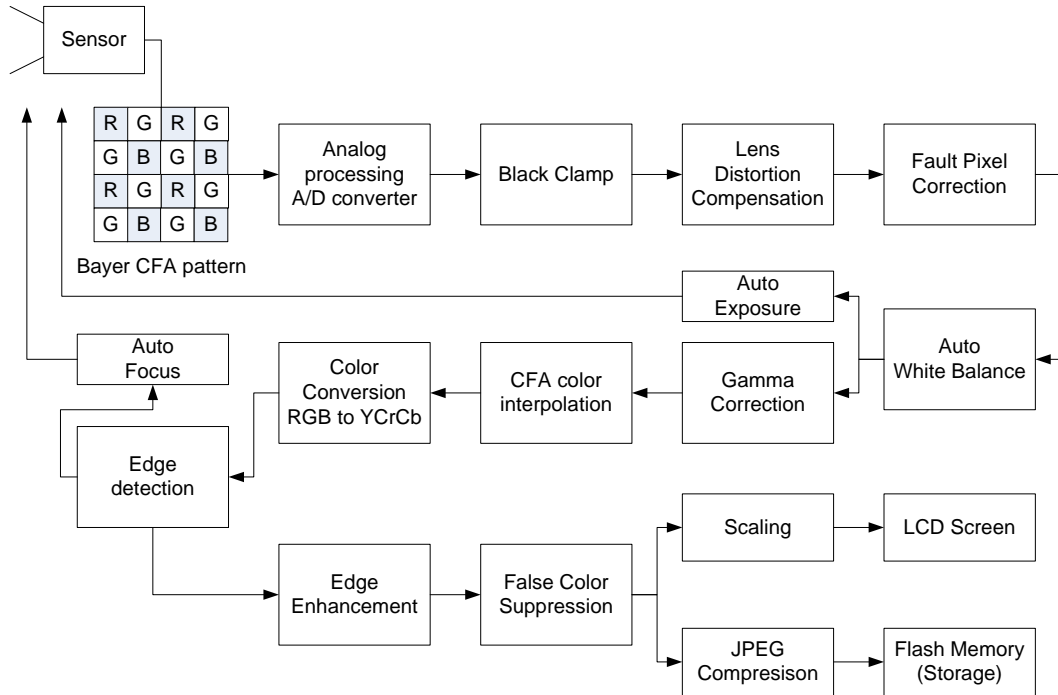 Sensor
R G R G
G B G B
R G R G
G B G B
Bayer CFA pattern
Analog
processing
A/D converter
Black Clamp
Lens
Distortion
Compensation
Fault Pixel
Correction
Auto
Exposure
Auto
Focus
Color
Conversion
RGB to YCrCb
CFA color
interpolation
Gamma
Correction
Auto
White Balance
Edge
detection
Scaling
LCD Screen
Edge
Enhancement
False Color
Suppression
JPEG
Compresison
Flash Memory
(Storage)